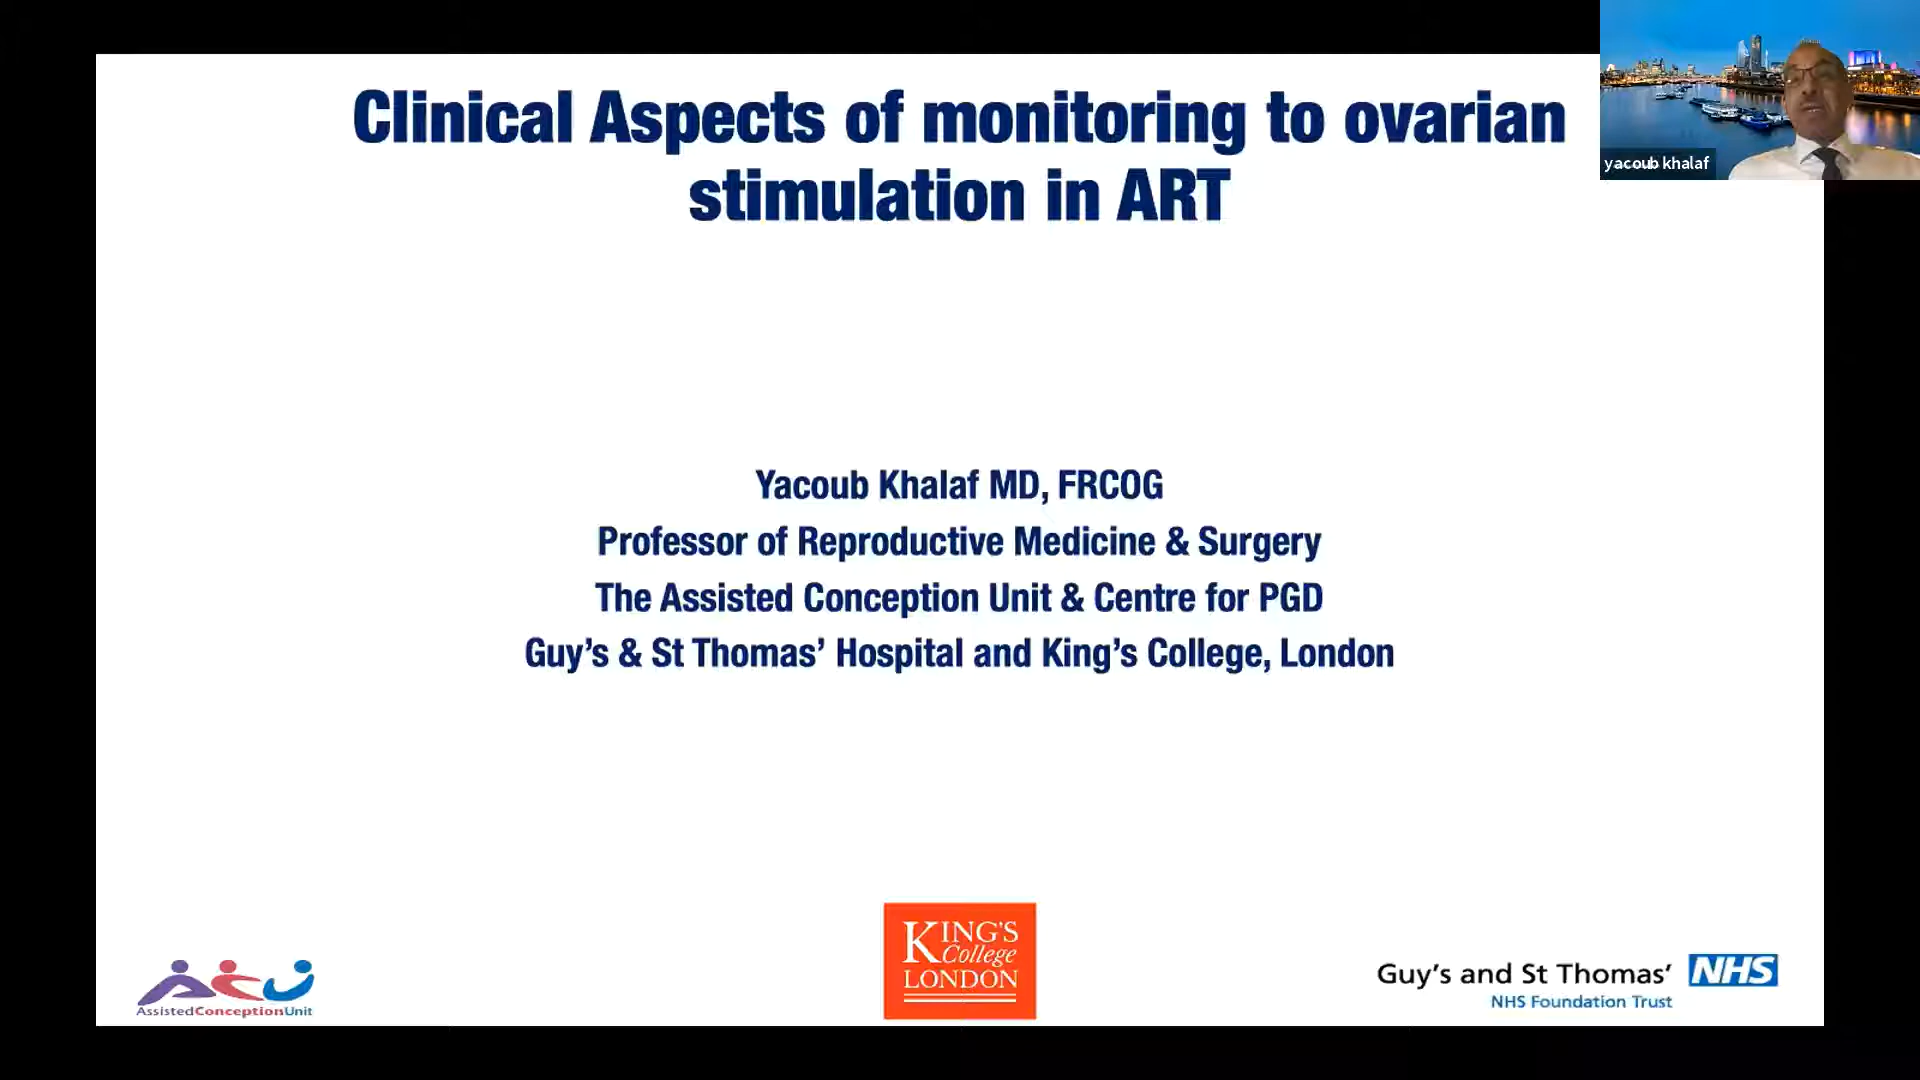 Clinical Aspects of monitoring to ovarian
stimulation in ART
yacoub khalaf
Yacoub Khalaf MD, FRCOG
Professor of Reproductive Medicine & Surgery
The Assisted Conception Unit & Centre for PGD
Guy’s & St Thomas’ Hospital and King’s College, London
AssistedConceptionUnit
KING'S
College
LONDON
Guy’s and St Thomas’ NHS
NHS Foundation Trust